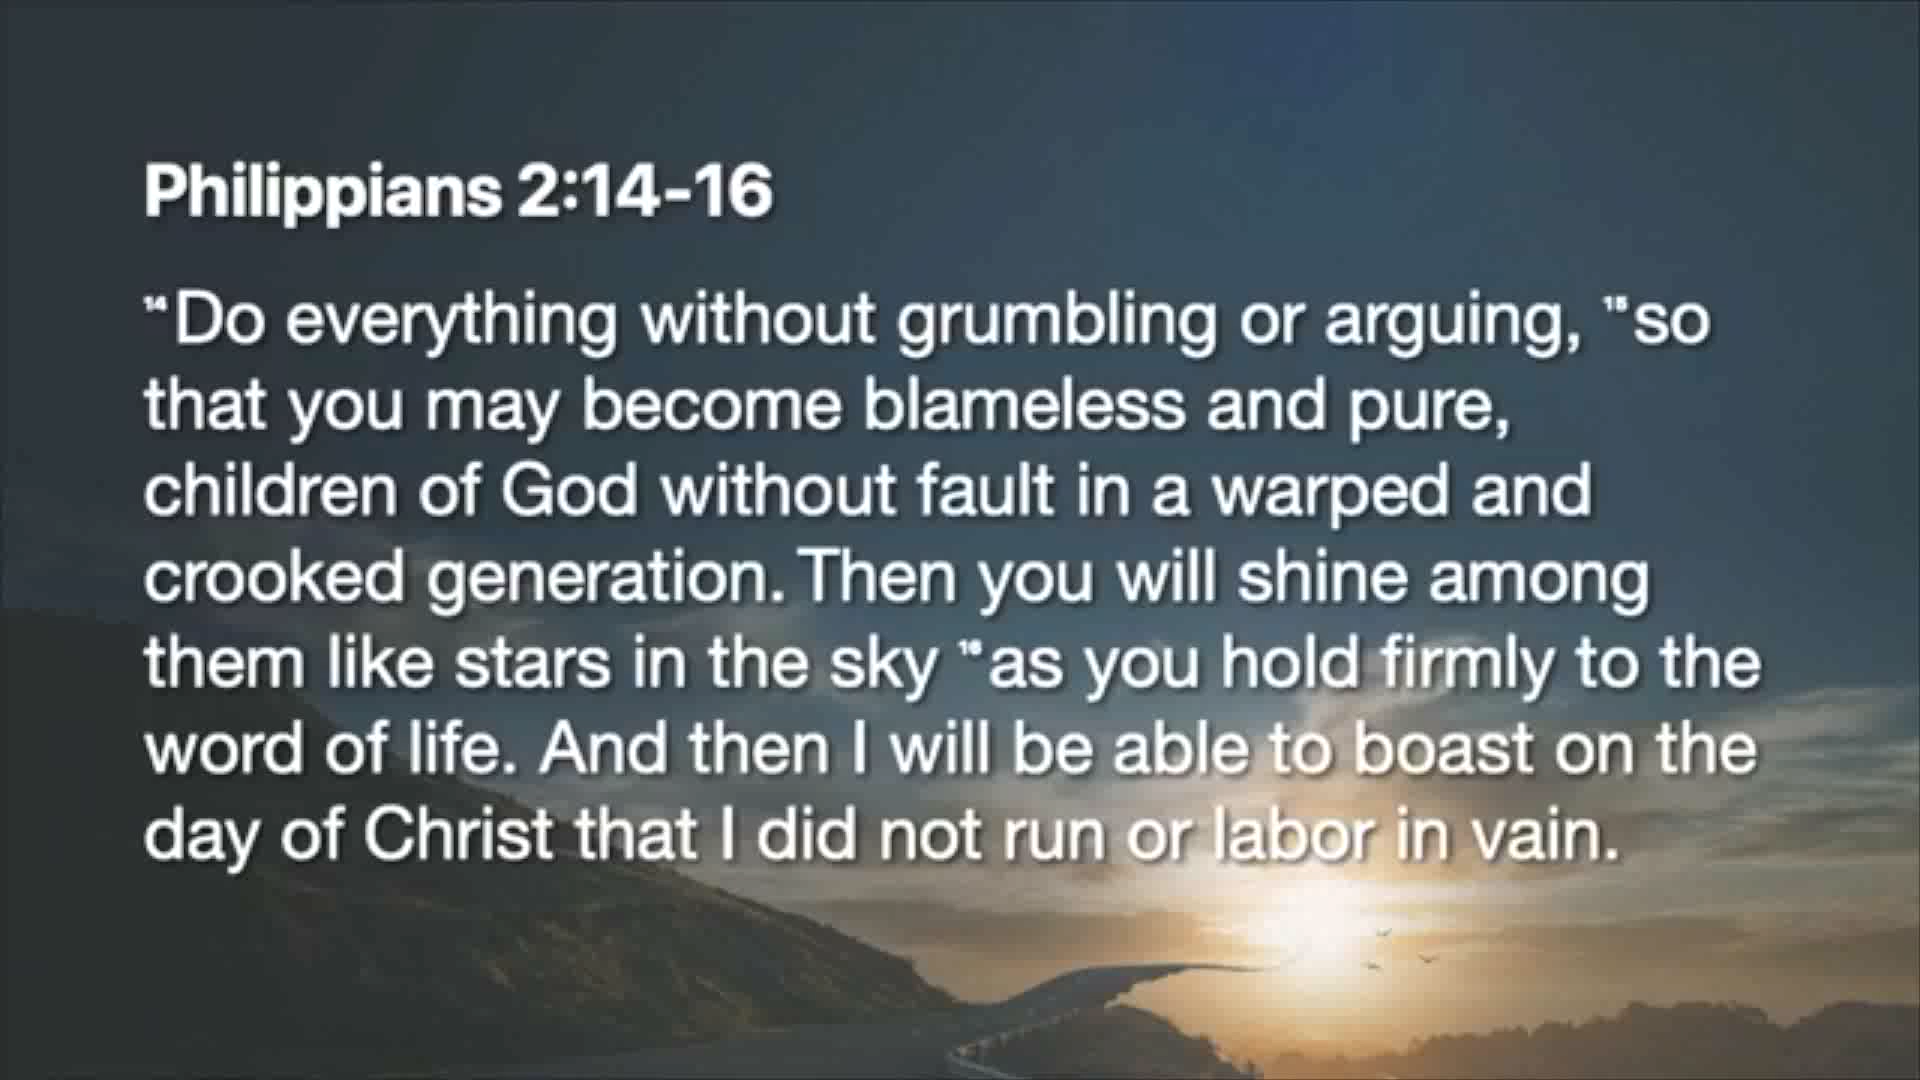 Philippians 2:14-16
¹⁴Do everything without grumbling or arguing, ¹⁵so
that you may become blameless and pure,
children of God without fault in a warped and
crooked generation. Then you will shine among
them like stars in the sky ¹⁶as you hold firmly to the
word of life. And then I will be able to boast on the
day of Christ that I did not run or labor in vain.